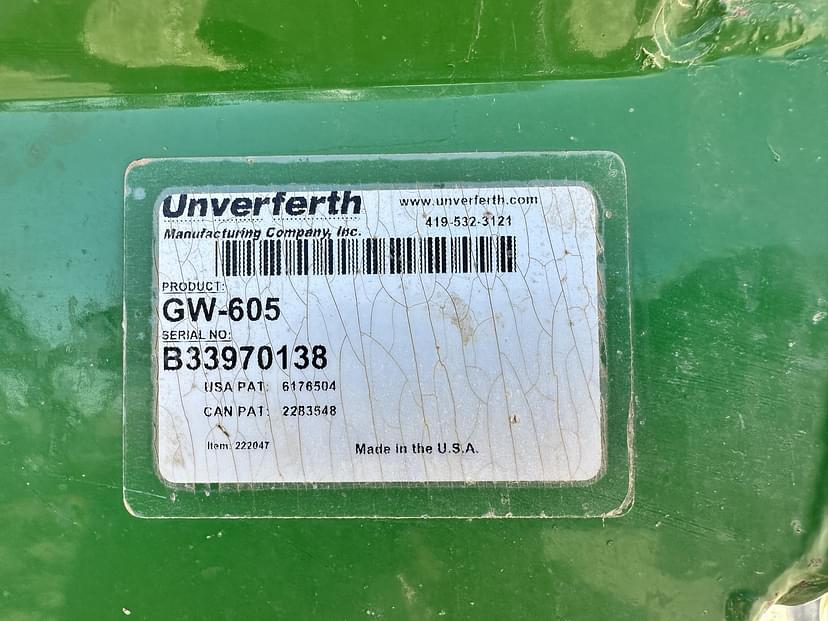 Unverferth
www.unverferth.com
Manufacturing Company, Inc.
419-532-3121
PRODUCT:
GW-605
SERIAL NO:
B33970138
USA PAT: 6176504
CAN PAT: 2283548
Item: 222047
Made in the U.S.A.